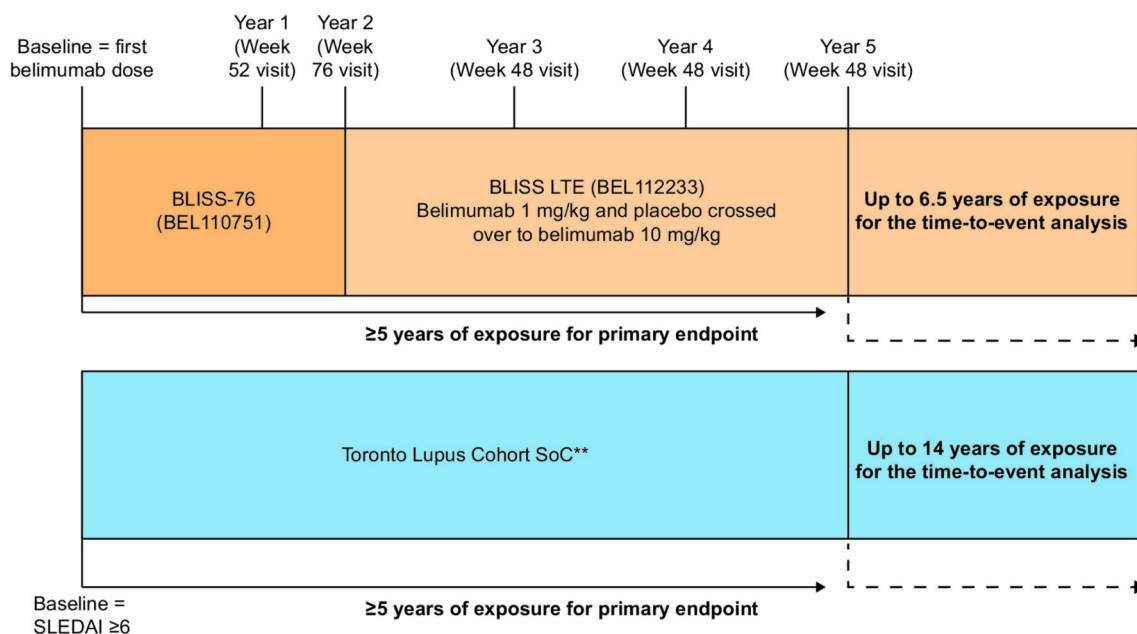 Baseline = first
belimumab dose
Year 1
(Week
52 visit)
Year 2
(Week
76 visit)
Year 3
(Week 48 visit)
Year 4
(Week 48 visit)
Year 5
(Week 48 visit)
BLISS-76
(BEL110751)
BLISS LTE (BEL112233)
Belimumab 1 mg/kg and placebo crossed
over to belimumab 10 mg/kg
Up to 6.5 years of exposure
for the time-to-event analysis
≥5 years of exposure for primary endpoint
Toronto Lupus Cohort SoC**
Up to 14 years of exposure
for the time-to-event analysis
Baseline =
SLEDAI ≥6
≥5 years of exposure for primary endpoint